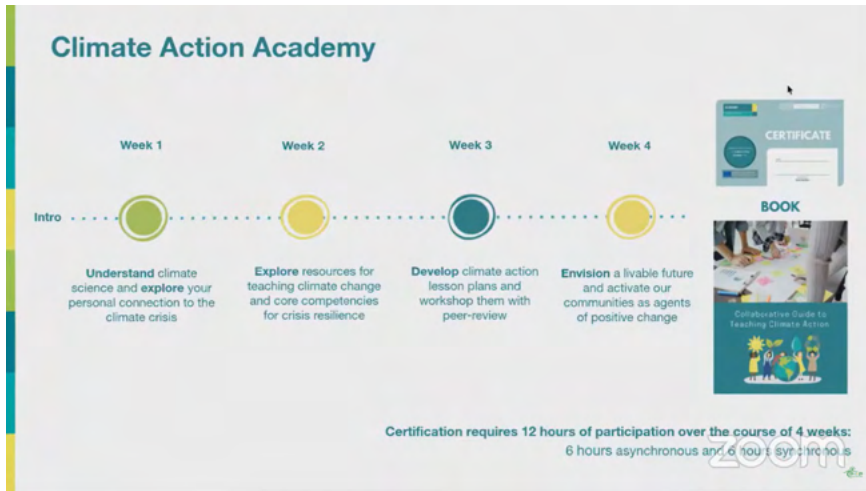 Climate Action Academy
Week 1
Week 2
Week 3
Week 4
Intro
Understand climate
science and explore your
personal connection to the
climate crisis
Explore resources for
teaching climate change
and core competencies
for crisis resilience
Develop climate action
lesson plans and
workshop them with
peer-review
Envision a livable future
and activate our
communities as agents
of positive change
CERTIFICATE
BOOK
Collaborative Guide to
Teaching Climate Action
Certification requires 12 hours of participation over the course of 4 weeks:
6 hours asynchronous and 6 hours synchronous
zoom